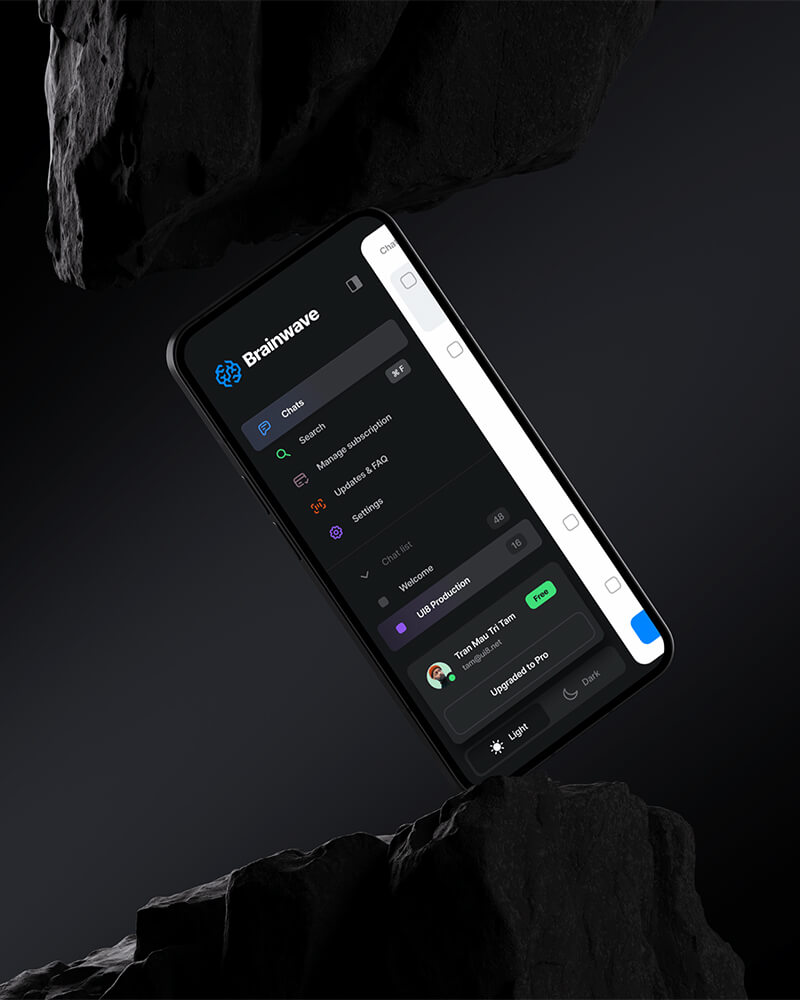 Cha
Brainwave
Chats
Search
⌘ F
Manage subscription
Updates & FAQ
Settings
Chat list
48
Welcome
16
UI8 Production
Tran Mau Tri Tam
Free
tam@ui8.net
Upgraded to Pro
Light
Dark